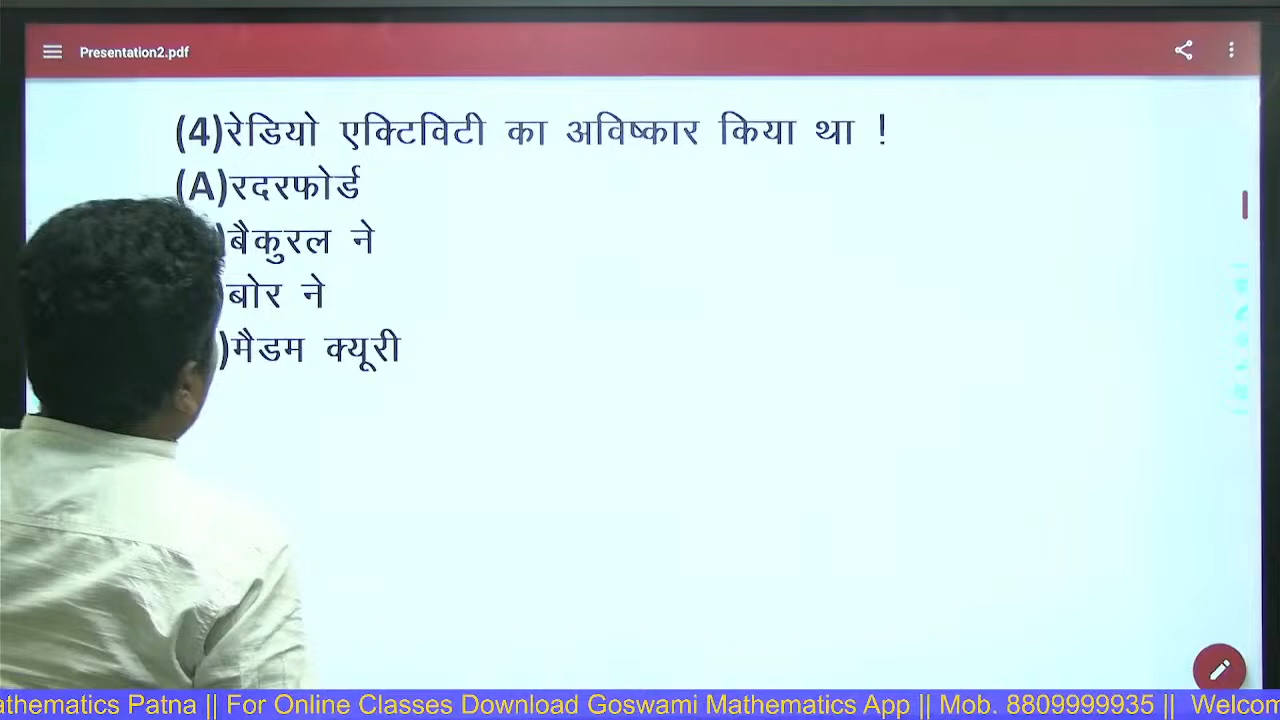 Presentation2.pdf
(4)रेडियो एक्टिविटी का अविष्कार किया था !
(A)रदरफोर्ड
)बैकुरल ने
)बोर ने
)मैडम क्यूरी
athematics Patna || For Online Classes Download Goswami Mathematics App || Mob. 8809999935 || Welcom